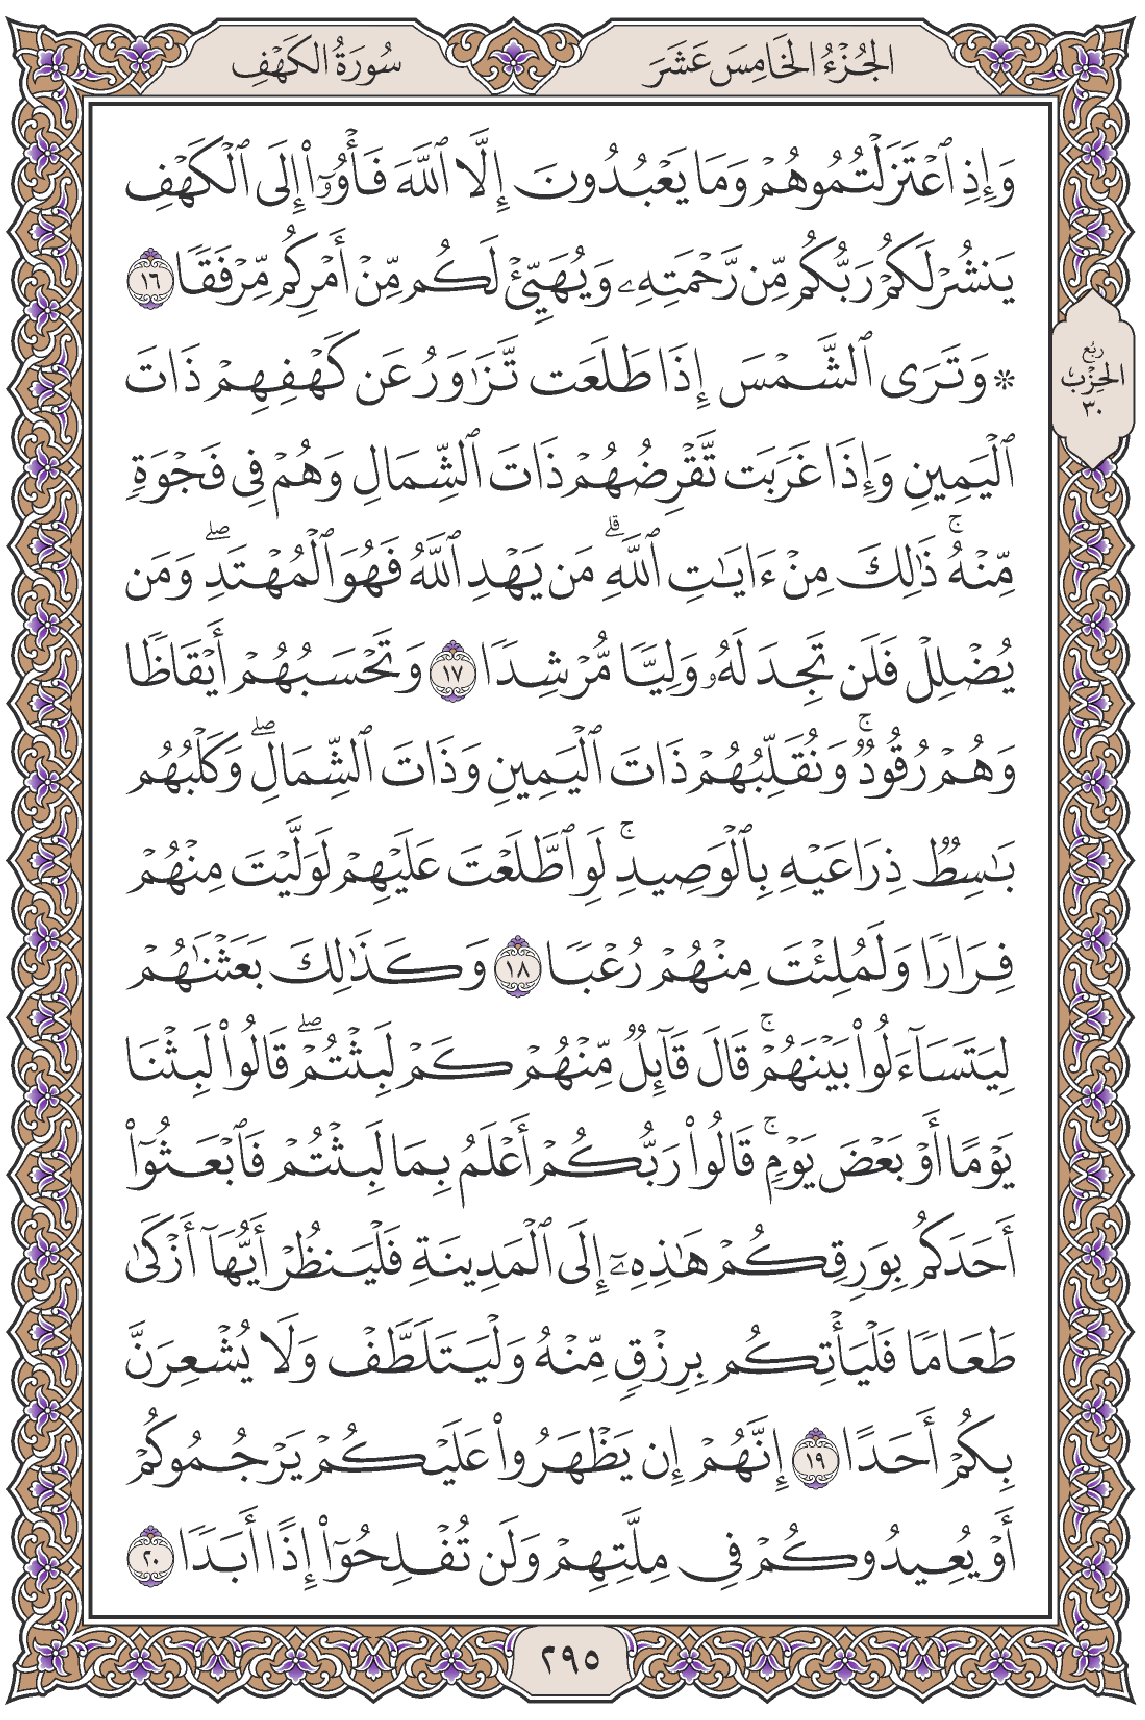 الجُزْءُ الخَامِسَ عَشَرَ
سُورَةُ الكَهْفِ
وَإِذِ ٱعْتَزَلْتُمُوهُمْ وَمَا يَعْبُدُونَ إِلَّا ٱللَّهَ فَأْوُۥٓا۟ إِلَى ٱلْكَهْفِ
يَنشُرْ لَكُمْ رَبُّكُم مِّن رَّحْمَتِهِۦ وَيُهَيِّئْ لَكُم مِّنْ أَمْرِكُم مِّرْفَقًا ١٦
۞ وَتَرَى ٱلشَّمْسَ إِذَا طَلَعَت تَّزَٰوَرُ عَن كَهْفِهِمْ ذَاتَ
ٱلْيَمِينِ وَإِذَا غَرَبَت تَّقْرِضُهُمْ ذَاتَ ٱلشِّمَالِ وَهُمْ فِى فَجْوَةٍ
مِّنْهُ ۚ ذَٰلِكَ مِنْ ءَايَٰتِ ٱللَّهِ ۗ مَن يَهْدِ ٱللَّهُ فَهُوَ ٱلْمُهْتَدِ ۖ وَمَن
يُضْلِلْ فَلَن تَجِدَ لَهُۥ وَلِيًّا مُّرْشِدًا ١٧ وَتَحْسَبُهُمْ أَيْقَاظًا
وَهُمْ رُقُودٌ ۚ وَنُقَلِّبُهُمْ ذَاتَ ٱلْيَمِينِ وَذَاتَ ٱلشِّمَالِ ۖ وَكَلْبُهُم
بَٰسِطٌ ذِرَاعَيْهِ بِٱلْوَصِيدِ ۚ لَوِ ٱطَّلَعْتَ عَلَيْهِمْ لَوَلَّيْتَ مِنْهُمْ
فِرَارًا وَلَمُلِئْتَ مِنْهُمْ رُعْبًا ١٨ وَكَذَٰلِكَ بَعَثْنَٰهُمْ
لِيَتَسَآءَلُوا۟ بَيْنَهُمْ ۚ قَالَ قَآئِلٌ مِّنْهُمْ كَمْ لَبِثْتُمْ ۖ قَالُوا۟ لَبِثْنَا
يَوْمًا أَوْ بَعْضَ يَوْمٍ ۚ قَالُوا۟ رَبُّكُمْ أَعْلَمُ بِمَا لَبِثْتُمْ فَٱبْعَثُوٓا۟
أَحَدَكُم بِوَرِقِكُمْ هَٰذِهِۦٓ إِلَى ٱلْمَدِينَةِ فَلْيَنظُرْ أَيُّهَآ أَزْكَىٰ
طَعَامًا فَلْيَأْتِكُم بِرِزْقٍ مِّنْهُ وَلْيَتَلَطَّفْ وَلَا يُشْعِرَنَّ
بِكُمْ أَحَدًا ١٩ إِنَّهُمْ إِن يَظْهَرُوا۟ عَلَيْكُمْ يَرْجُمُوكُمْ
أَوْ يُعِيدُوكُمْ فِى مِلَّتِهِمْ وَلَن تُفْلِحُوٓا۟ إِذًا أَبَدًا ٢٠
رُبُع
الحِزْب
٣٠
٢٩٥